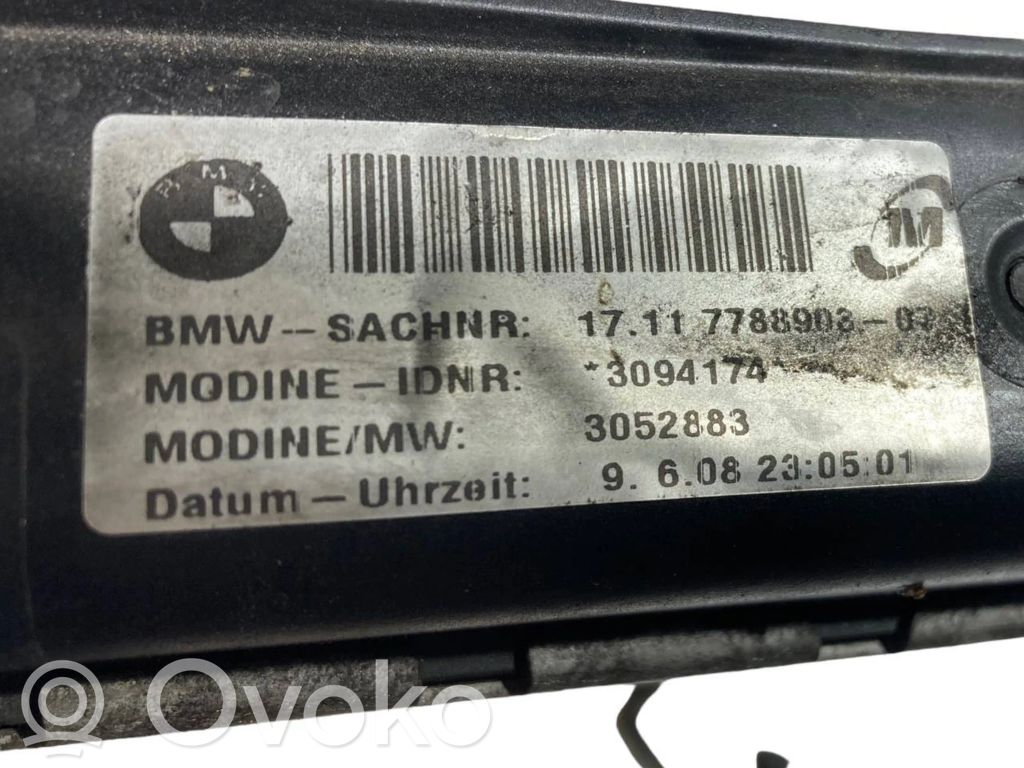 BMW
BMW--SACHNR: 17.11 7788903-
MODINE-IDNR: *3094174*
MODINE/MW: 3052883
Datum-Uhrzeit: 9. 6.08 23:05:01
Ovoko